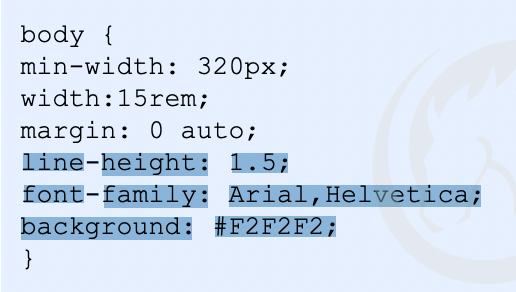 body {
min-width: 320px;
width:15rem;
margin: 0 auto;
line-height: 1.5;
font-family: Arial,Helvetica;
background: #F2F2F2;
}